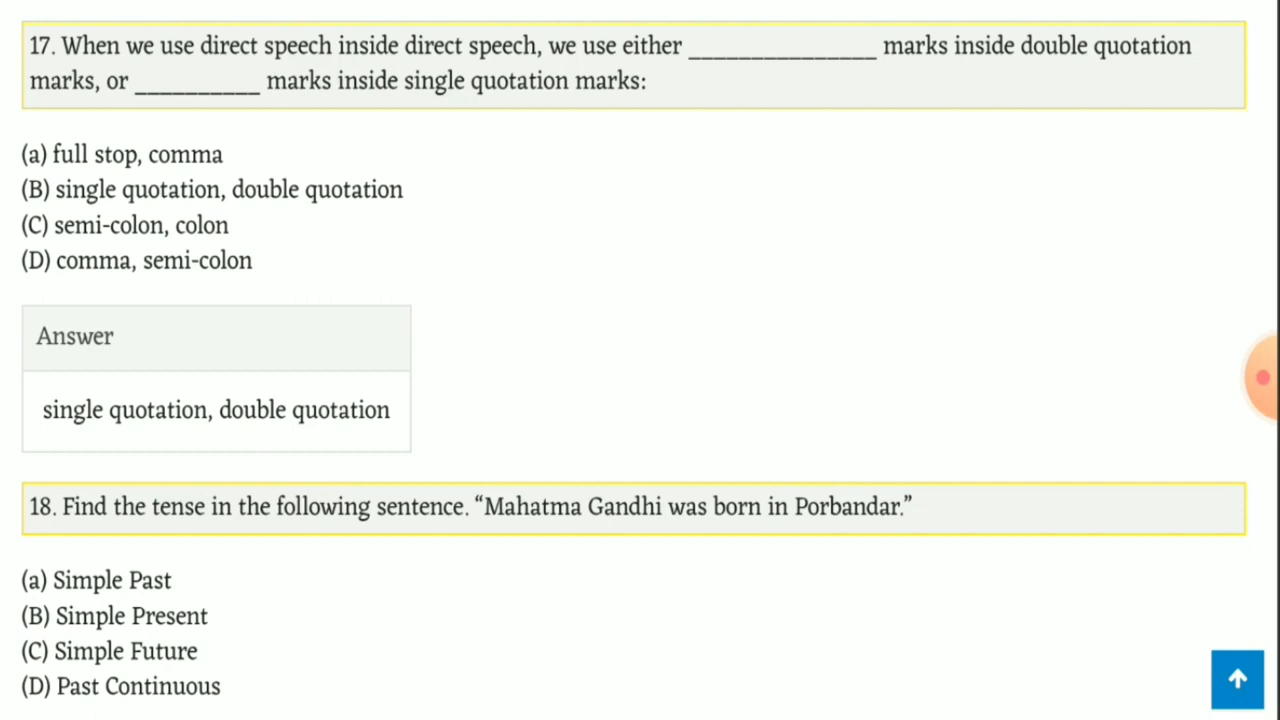 17. When we use direct speech inside direct speech, we use either _______________ marks inside double quotation
marks, or __________ marks inside single quotation marks:
(a) full stop, comma
(B) single quotation, double quotation
(C) semi-colon, colon
(D) comma, semi-colon
Answer
single quotation, double quotation
18. Find the tense in the following sentence. “Mahatma Gandhi was born in Porbandar.”
(a) Simple Past
(B) Simple Present
(C) Simple Future
(D) Past Continuous